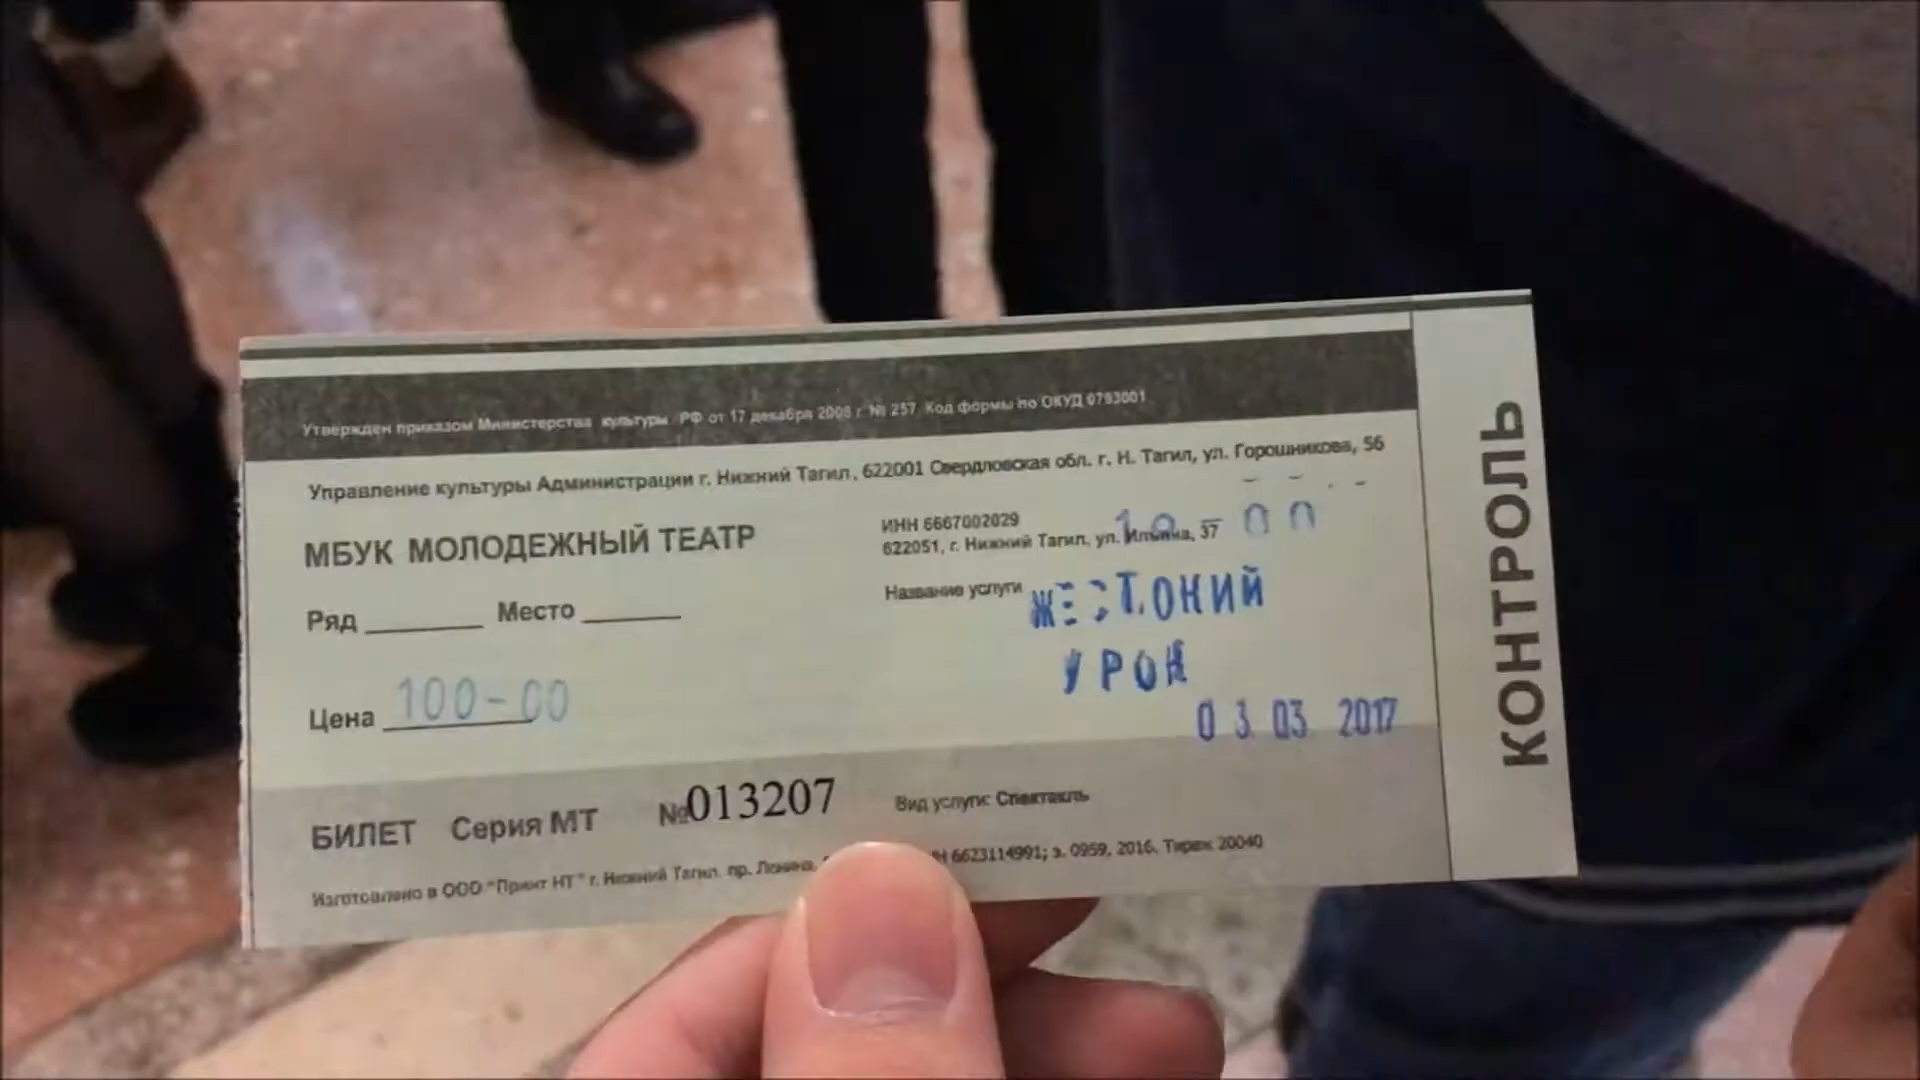 Утвержден приказом Министерства культуры РФ от 17 декабря 2008 г. № 257 Код формы по ОКУД 0793001
Управление культуры Администрации г. Нижний Тагил, 622001 Свердловская обл. г. Н. Тагил, ул. Горошникова, 56
МБУК МОЛОДЕЖНЫЙ ТЕАТР
ИНН 6667002029
622051, г. Нижний Тагил, ул. Ильича, 37
Название услуги ЖЕСТОКИЙ
УРОК
Ряд Место
Цена 100-00
03 03 2017
БИЛЕТ Серия МТ №013207 Вид услуги: Спектакль
Изготовлено в ООО "Принт НТ" г. Нижний Тагил. пр. Ленина, 6623114991; з. 0959, 2016. Тираж 20040
КОНТРОЛЬ